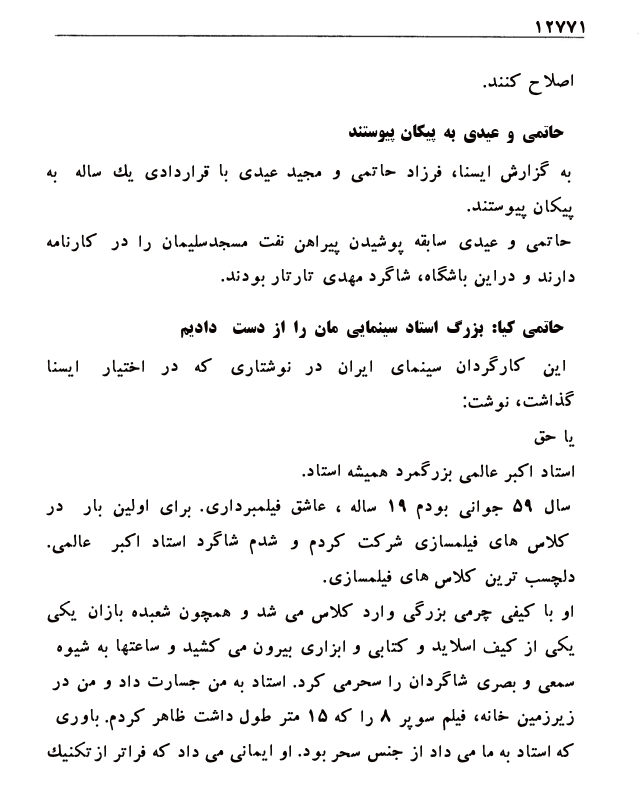 ۱۲۷۷۱
اصلاح کنند.
حاتمی و عیدی به پیکان پیوستند
به گزارش ایسنا، فرزاد حاتمی و مجید عیدی با قراردادی یك ساله به
پیکان پیوستند.
حاتمی و عیدی سابقه پوشیدن پیراهن نفت مسجدسلیمان را در کارنامه
دارند و دراین باشگاه، شاگرد مهدی تارتار بودند.
حاتمی کیا: بزرگ استاد سینمایی مان را از دست دادیم
این کارگردان سینمای ایران در نوشتاری که در اختیار ایسنا
گذاشت، نوشت:
یا حق
استاد اکبر عالمی بزرگمرد همیشه استاد.
سال ۵۹ جوانی بودم ۱۹ ساله ، عاشق فیلمبرداری. برای اولین بار در
کلاس های فیلمسازی شرکت کردم و شدم شاگرد استاد اکبر عالمی.
دلچسب ترین کلاس های فیلمسازی.
او با کیفی چرمی بزرگی وارد کلاس می شد و همچون شعبده بازان یکی
یکی از کیف اسلاید و کتابی و ابزاری بیرون می کشید و ساعتها به شیوه
سمعی و بصری شاگردان را سحرمی کرد. استاد به من جسارت داد و من در
زیرزمین خانه، فیلم سوپر ۸ را که ۱۵ متر طول داشت ظاهر کردم. باوری
که استاد به ما می داد از جنس سحر بود. او ایمانی می داد که فراتر ازتکنیك